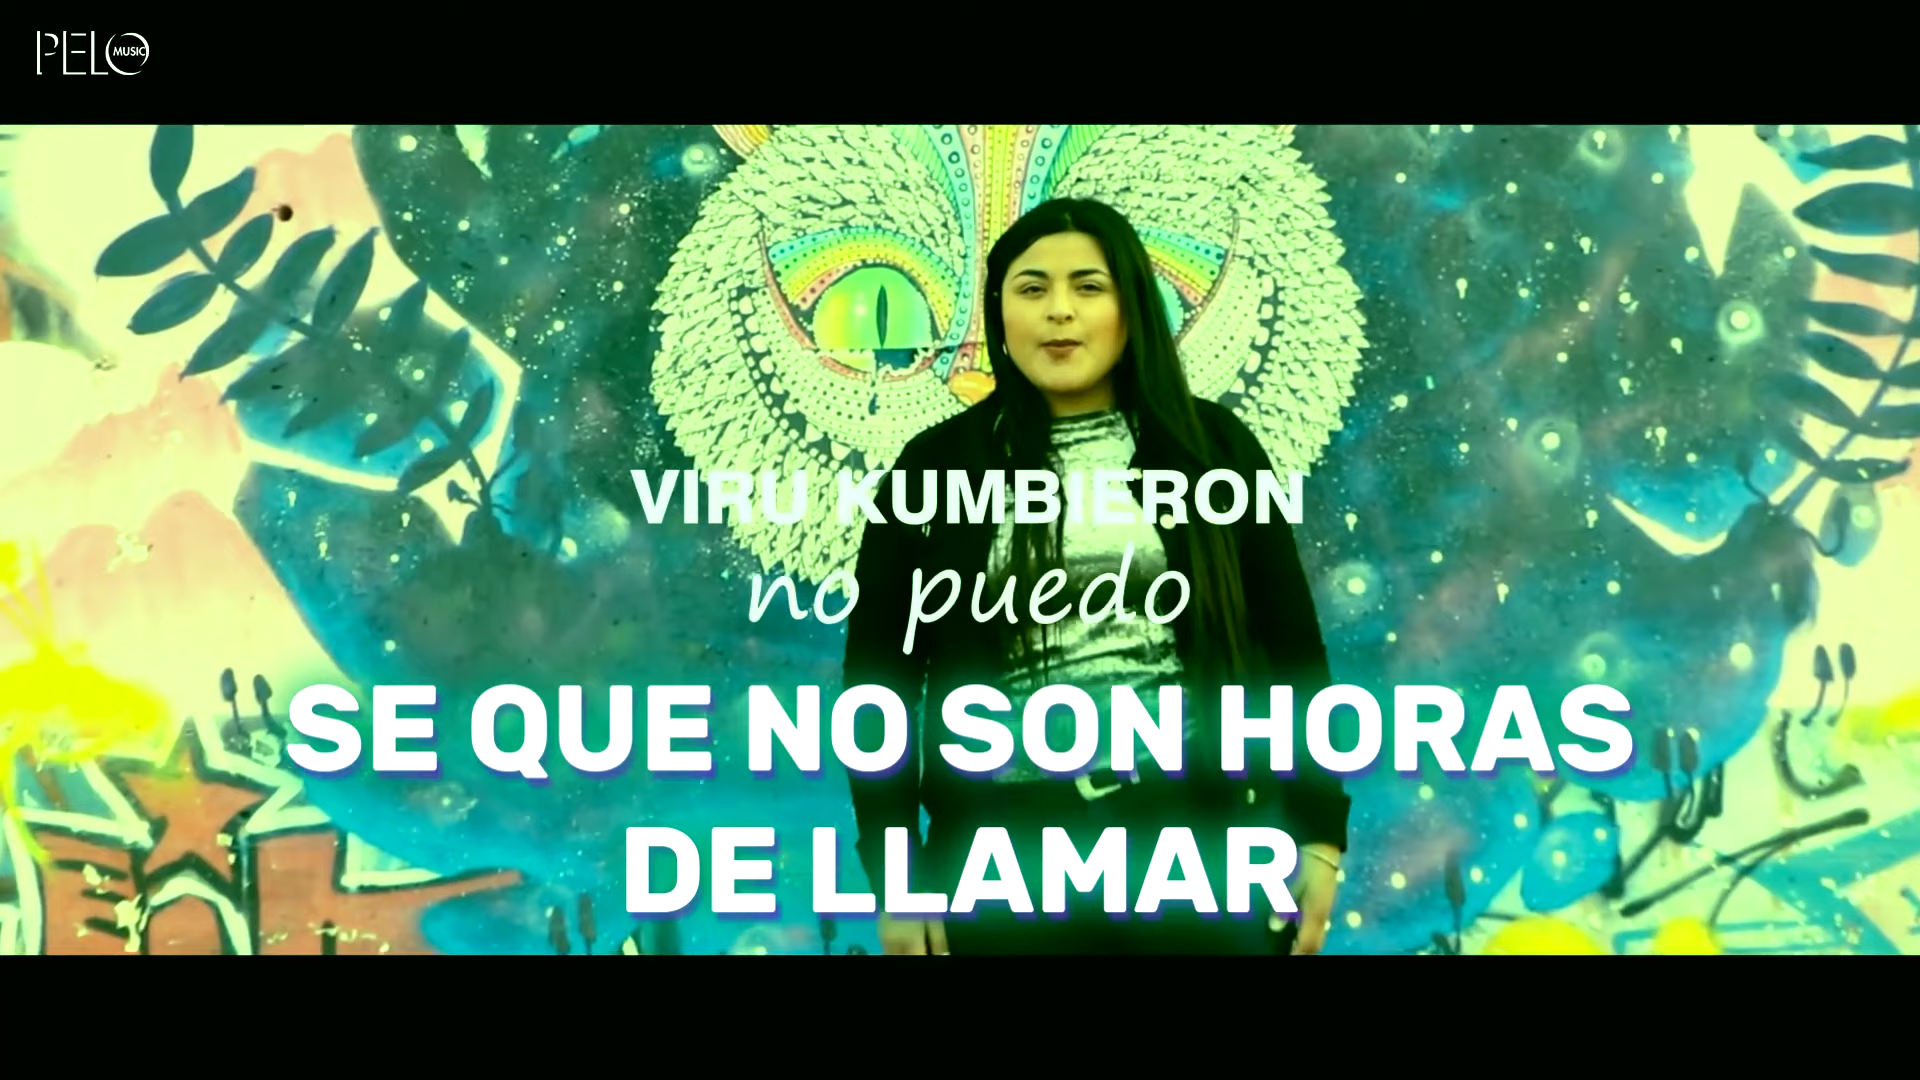 PELO MUSIC
VIRU KUMBIERON
no puedo
SE QUE NO SON HORAS
DE LLAMAR